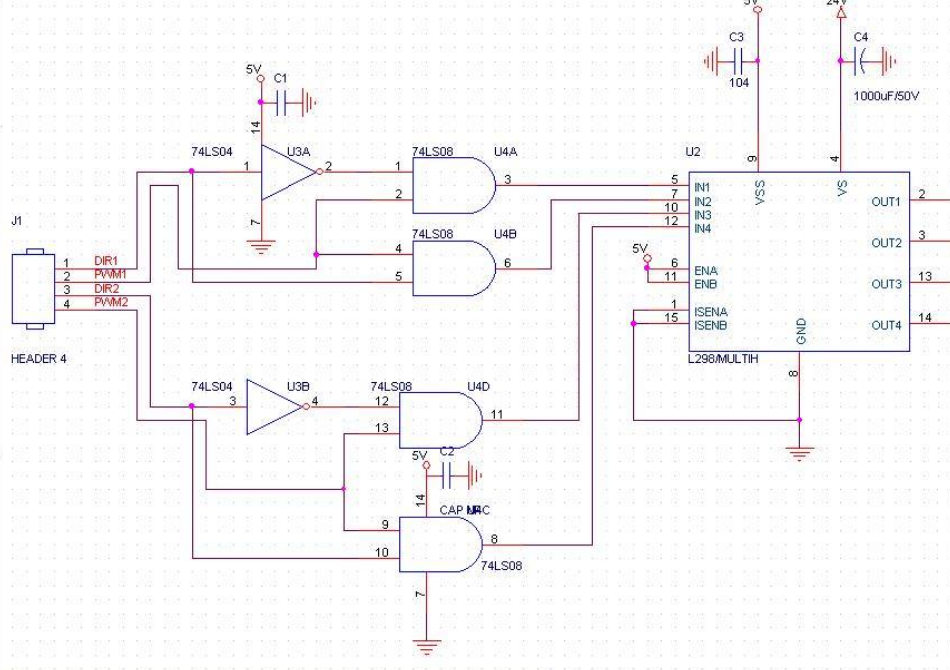 5V
24V
C3
C4
104
1000uF/50V
5V
C1
14
9
4
74LS04
U3A
74LS08
U4A
U2
1
2
1
3
5
IN1
VSS
VS
7
2
7
IN2
OUT1
2
10
IN3
12
IN4
J1
74LS08
U4B
OUT2
3
4
5V
1
DIR1
6
6
ENA
2
PWM1
5
11
ENB
OUT3
13
3
DIR2
4
PWM2
1
ISENA
15
ISENB
GND
OUT4
14
HEADER 4
L298/MULTIH
8
74LS04
U3B
74LS08
U4D
3
4
12
11
13
5V
C2
14
CAP
9
8
10
74LS08
7